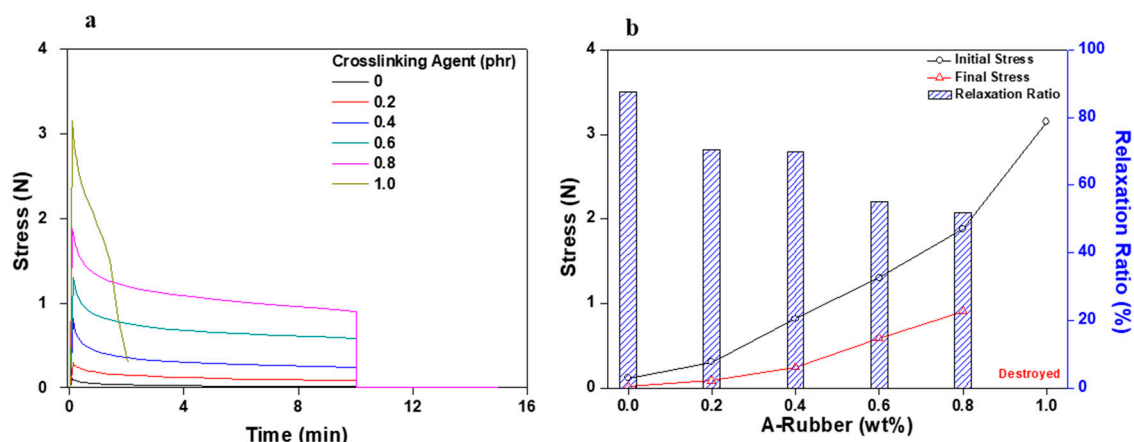 a
Stress (N)
4
3
2
1
0
0
4
8
12
16
Time (min)
Crosslinking Agent (phr)
0
0.2
0.4
0.6
0.8
1.0
b
Stress (N)
4
3
2
1
0
0.0
0.2
0.4
0.6
0.8
1.0
A-Rubber (wt%)
Initial Stress
Final Stress
Relaxation Ratio
Destroyed
100
80
60
40
20
0
Relaxation Ratio (%)